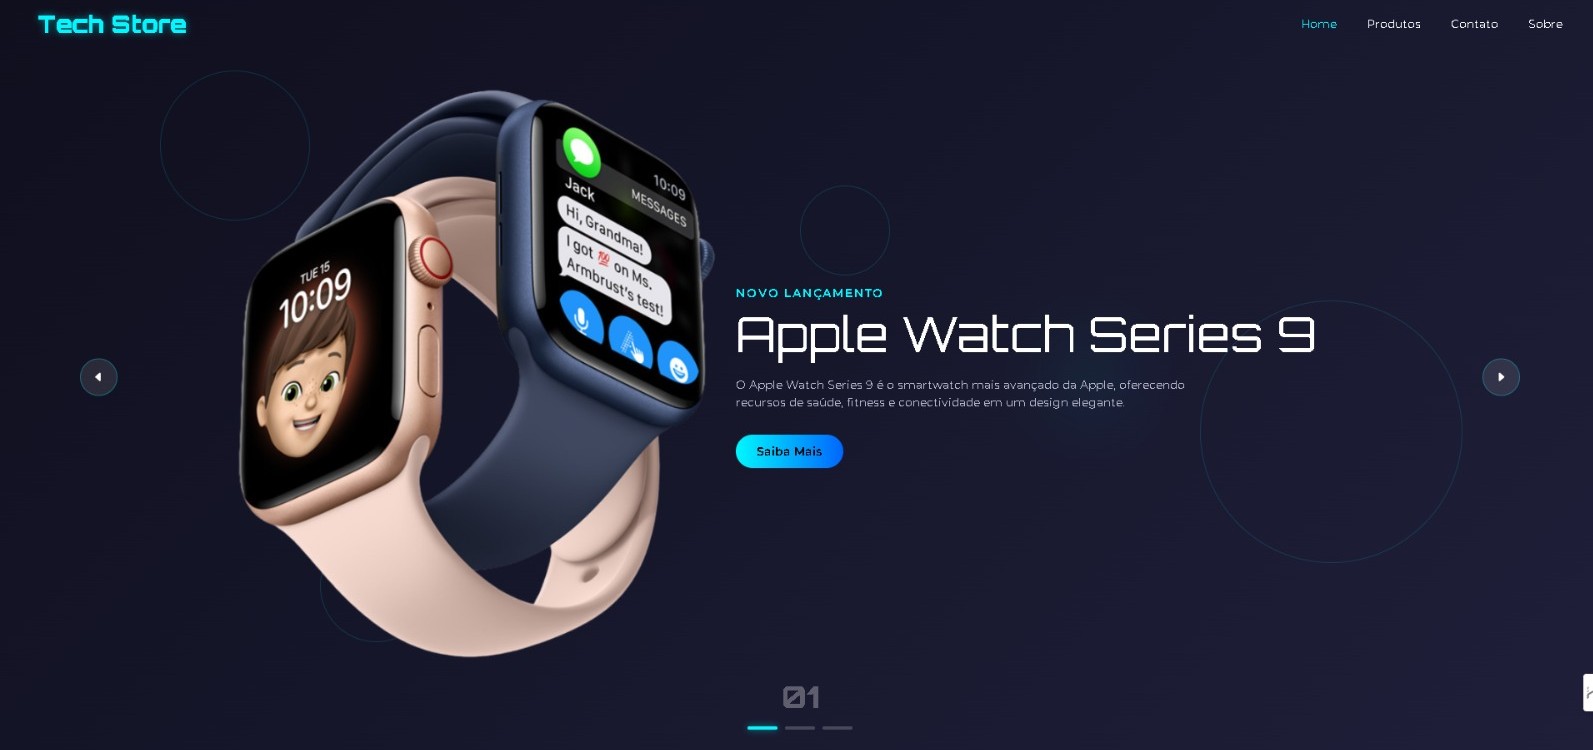 Tech Store
Home Produtos Contato Sobre
10:09
MESSAGES
Jack
Hi, Grandma!
I got 💯 on Ms.
Armbrust's test!
TUE 15
10:09
NOVO LANÇAMENTO
Apple Watch Series 9
O Apple Watch Series 9 é o smartwatch mais avançado da Apple, oferecendo
recursos de saúde, fitness e conectividade em um design elegante.
Saiba Mais
01